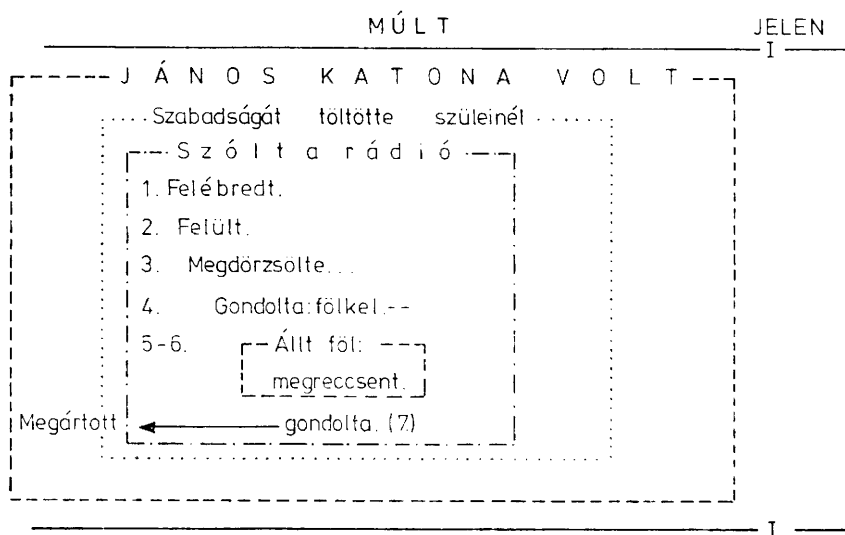 MÚLT JELEN
I
JÁNOS KATONA VOLT
Szabadságát töltötte szüleinél
Szólt a rádió
1. Felébredt.
2. Felült.
3. Megdörzsölte...
4. Gondolta: fölkel.--
5-6. Állt föl:
megreccsent.
Megártott gondolta. (7.)
I